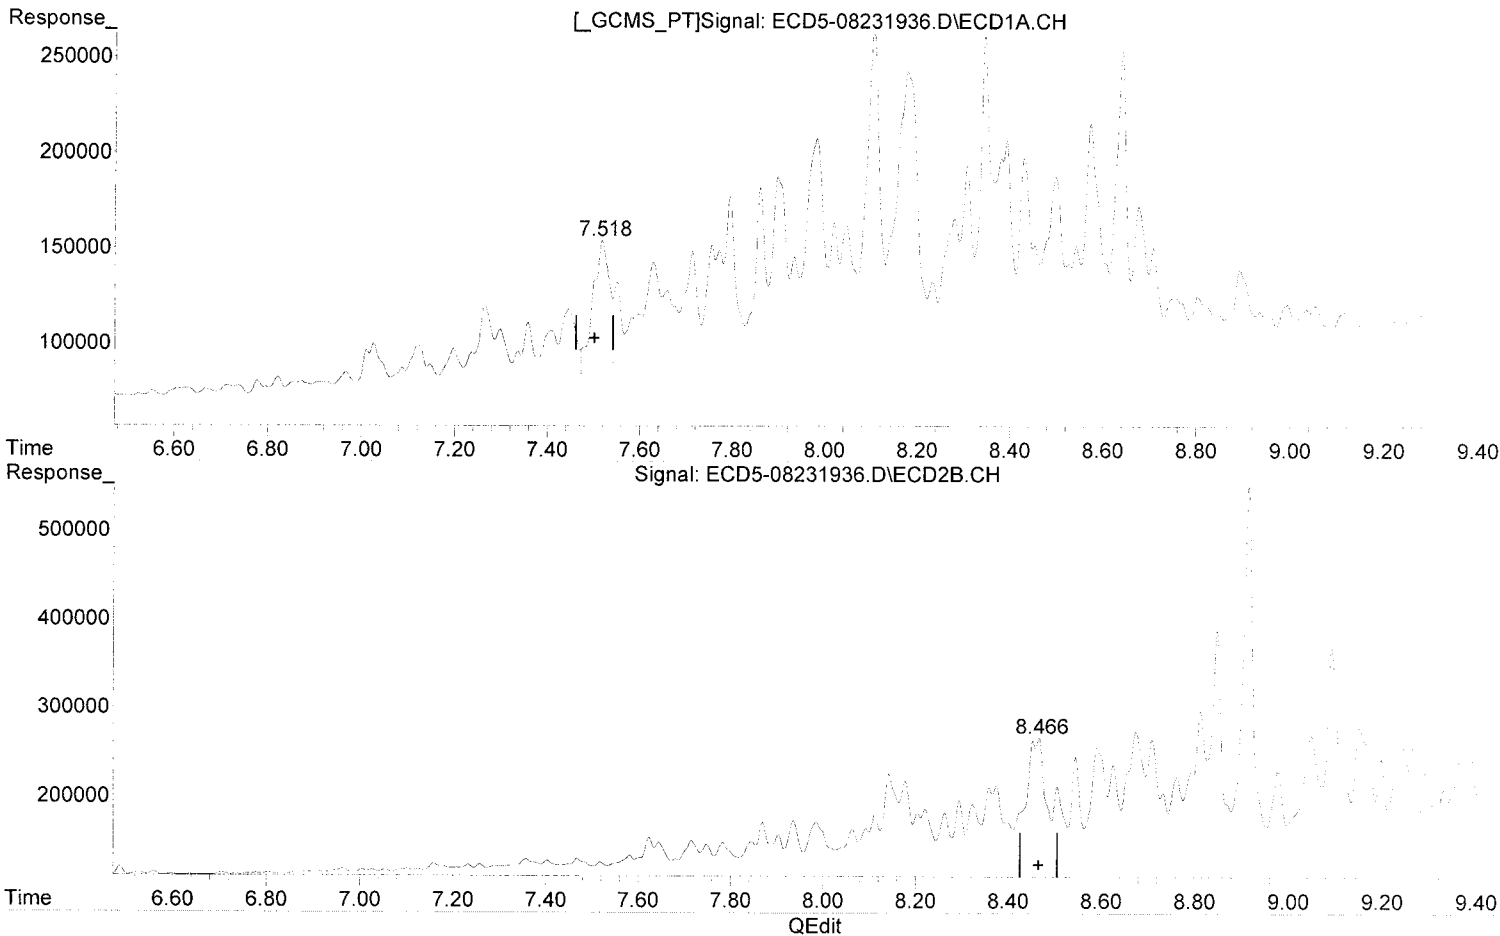 Response_
[_GCMS_PT]Signal: ECD5-08231936.D\ECD1A.CH
250000
200000
7.518
150000
100000
+
Time 6.60 6.80 7.00 7.20 7.40 7.60 7.80 8.00 8.20 8.40 8.60 8.80 9.00 9.20 9.40
Response_
Signal: ECD5-08231936.D\ECD2B.CH
500000
400000
300000
8.466
200000
+
Time 6.60 6.80 7.00 7.20 7.40 7.60 7.80 8.00 8.20 8.40 8.60 8.80 9.00 9.20 9.40
QEdit